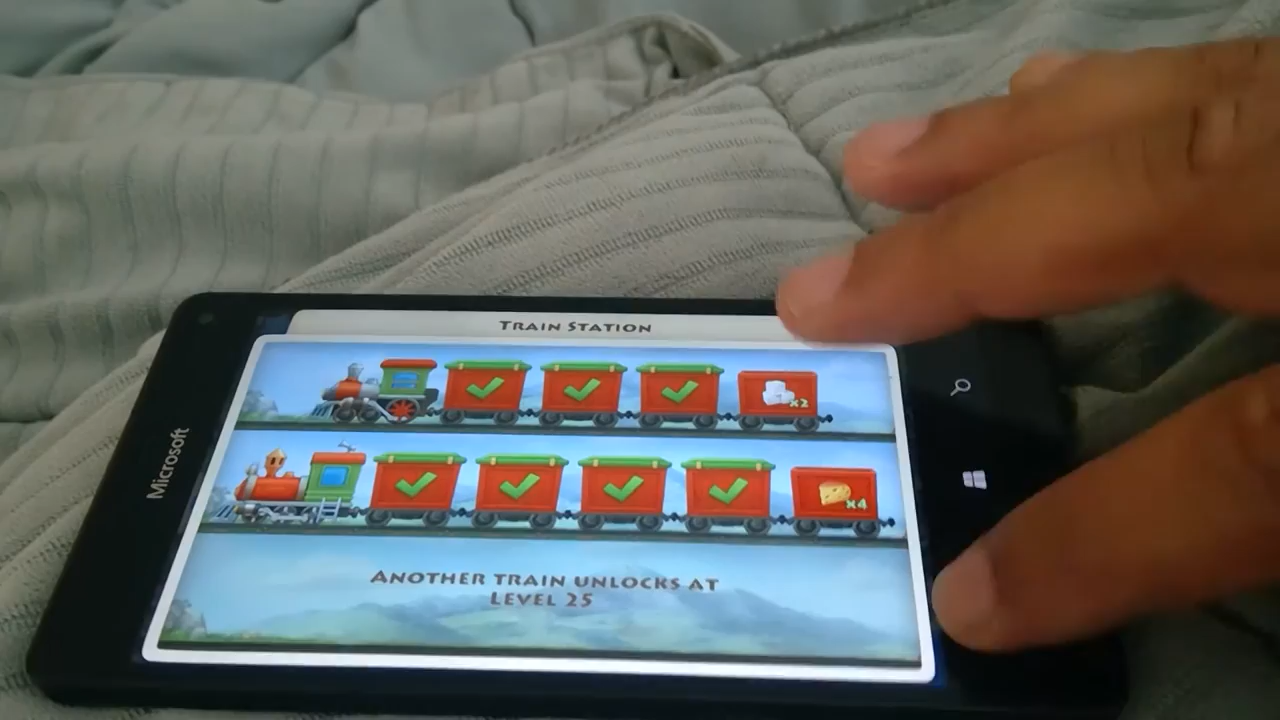 Microsoft
TRAIN STATION
x2
x4
ANOTHER TRAIN UNLOCKS AT
LEVEL 25